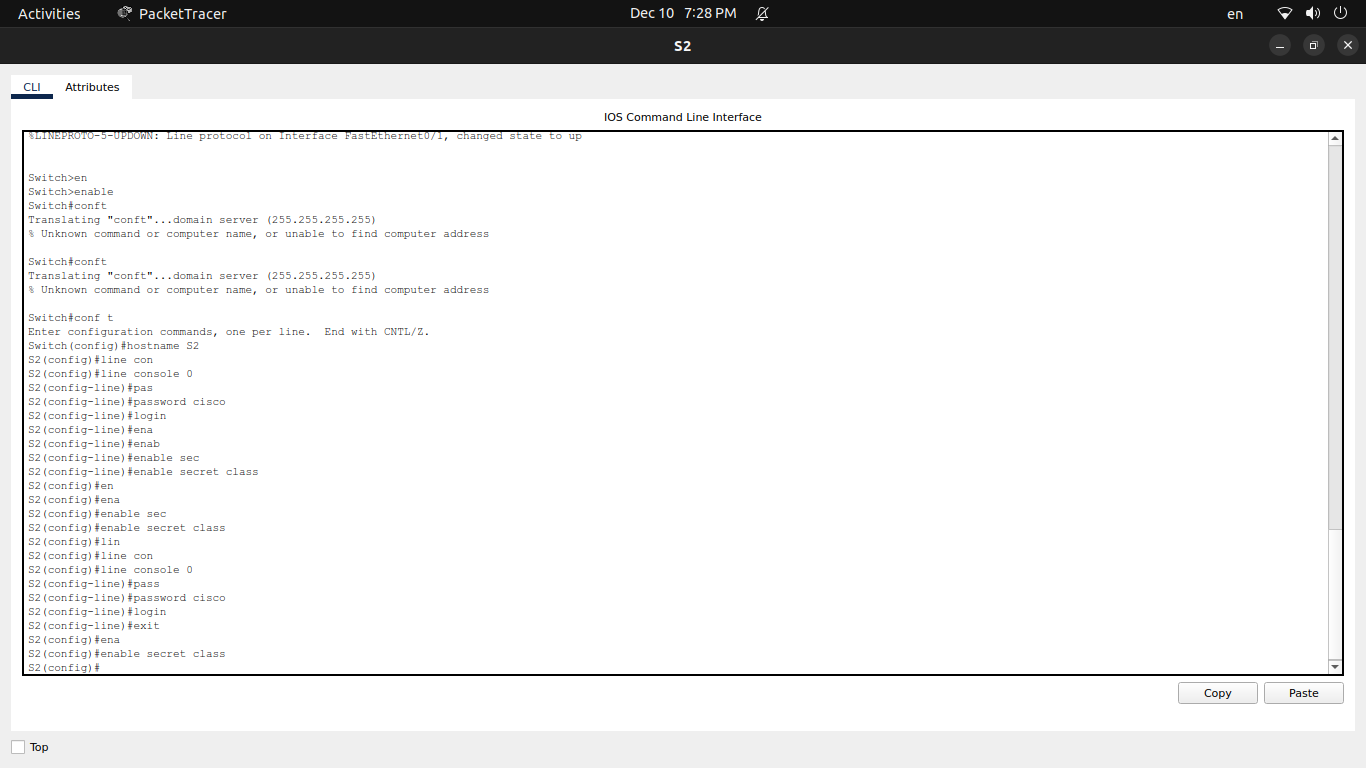 Activities
PacketTracer
Dec 10 7:28 PM
en
S2
CLI
Attributes
IOS Command Line Interface
%LINEPROTO-5-UPDOWN: Line protocol on Interface FastEthernet0/1, changed state to up
Switch>en
Switch>enable
Switch#conft
Translating "conft"...domain server (255.255.255.255)
% Unknown command or computer name, or unable to find computer address
Switch#conft
Translating "conft"...domain server (255.255.255.255)
% Unknown command or computer name, or unable to find computer address
Switch#conf t
Enter configuration commands, one per line.  End with CNTL/Z.
Switch(config)#hostname S2
S2(config)#line con
S2(config)#line console 0
S2(config-line)#pas
S2(config-line)#password cisco
S2(config-line)#login
S2(config-line)#ena
S2(config-line)#enab
S2(config-line)#enable sec
S2(config-line)#enable secret class
S2(config)#en
S2(config)#ena
S2(config)#enable sec
S2(config)#enable secret class
S2(config)#lin
S2(config)#line con
S2(config)#line console 0
S2(config-line)#pass
S2(config-line)#password cisco
S2(config-line)#login
S2(config-line)#exit
S2(config)#ena
S2(config)#enable secret class
S2(config)#
Copy
Paste
Top